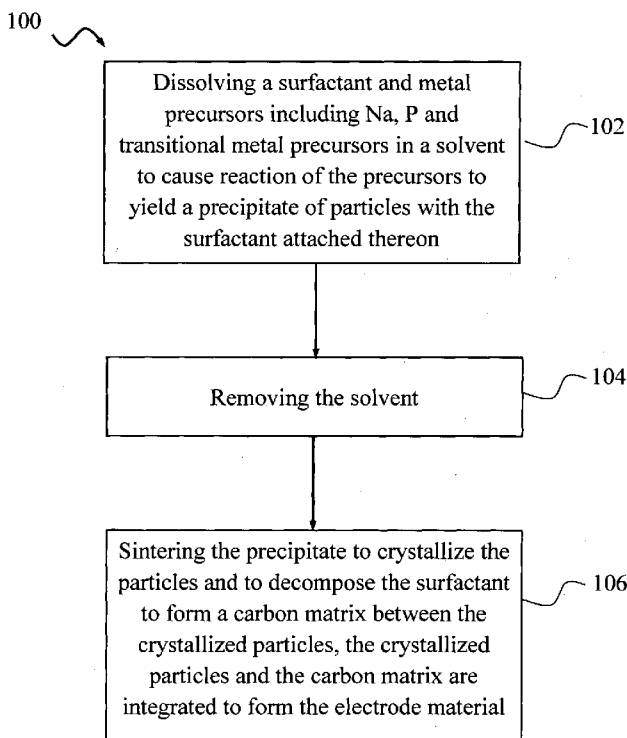 100
Dissolving a surfactant and metal
precursors including Na, P and
transitional metal precursors in a solvent
to cause reaction of the precursors to
yield a precipitate of particles with the
surfactant attached thereon
102
Removing the solvent
104
Sintering the precipitate to crystallize the
particles and to decompose the surfactant
to form a carbon matrix between the
crystallized particles, the crystallized
particles and the carbon matrix are
integrated to form the electrode material
106